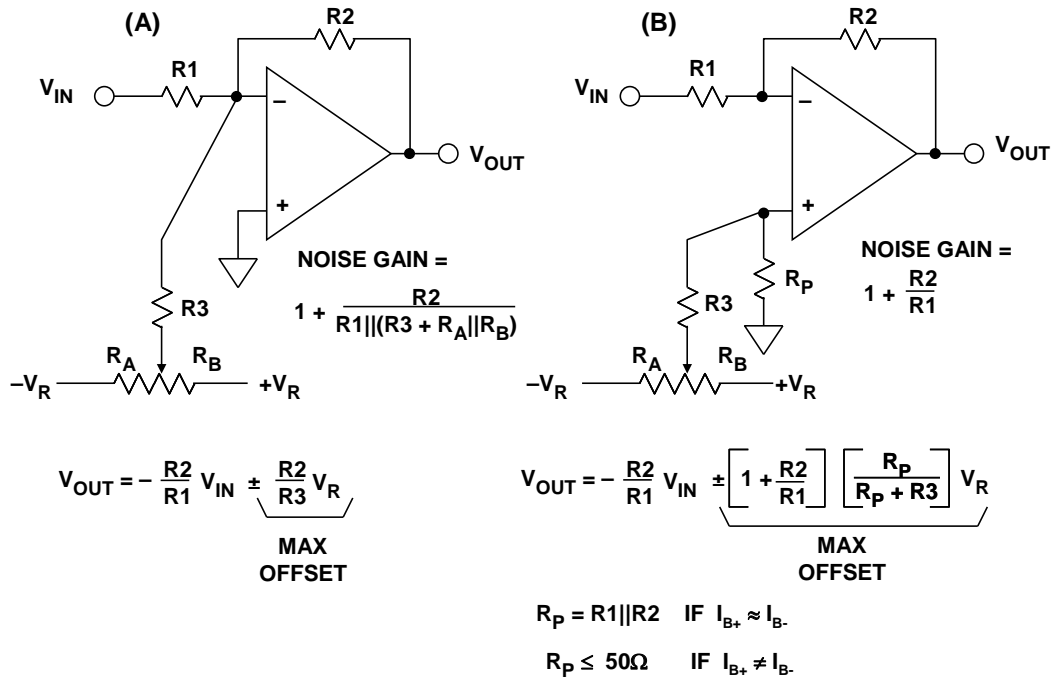 (A)
R2
R1
V_IN
−
+
V_OUT
NOISE GAIN =
1 + R2 / R1||(R3 + R_A||R_B)
R3
R_A
R_B
−V_R
+V_R
V_OUT = − R2/R1 V_IN ± R2/R3 V_R
MAX
OFFSET
(B)
R2
R1
V_IN
−
+
V_OUT
NOISE GAIN =
1 + R2/R1
R_P
R3
R_A
R_B
−V_R
+V_R
V_OUT = − R2/R1 V_IN ± [1 + R2/R1] [R_P / R_P + R3] V_R
MAX
OFFSET
R_P = R1||R2 IF I_B+ ≈ I_B-
R_P ≤ 50Ω IF I_B+ ≠ I_B-